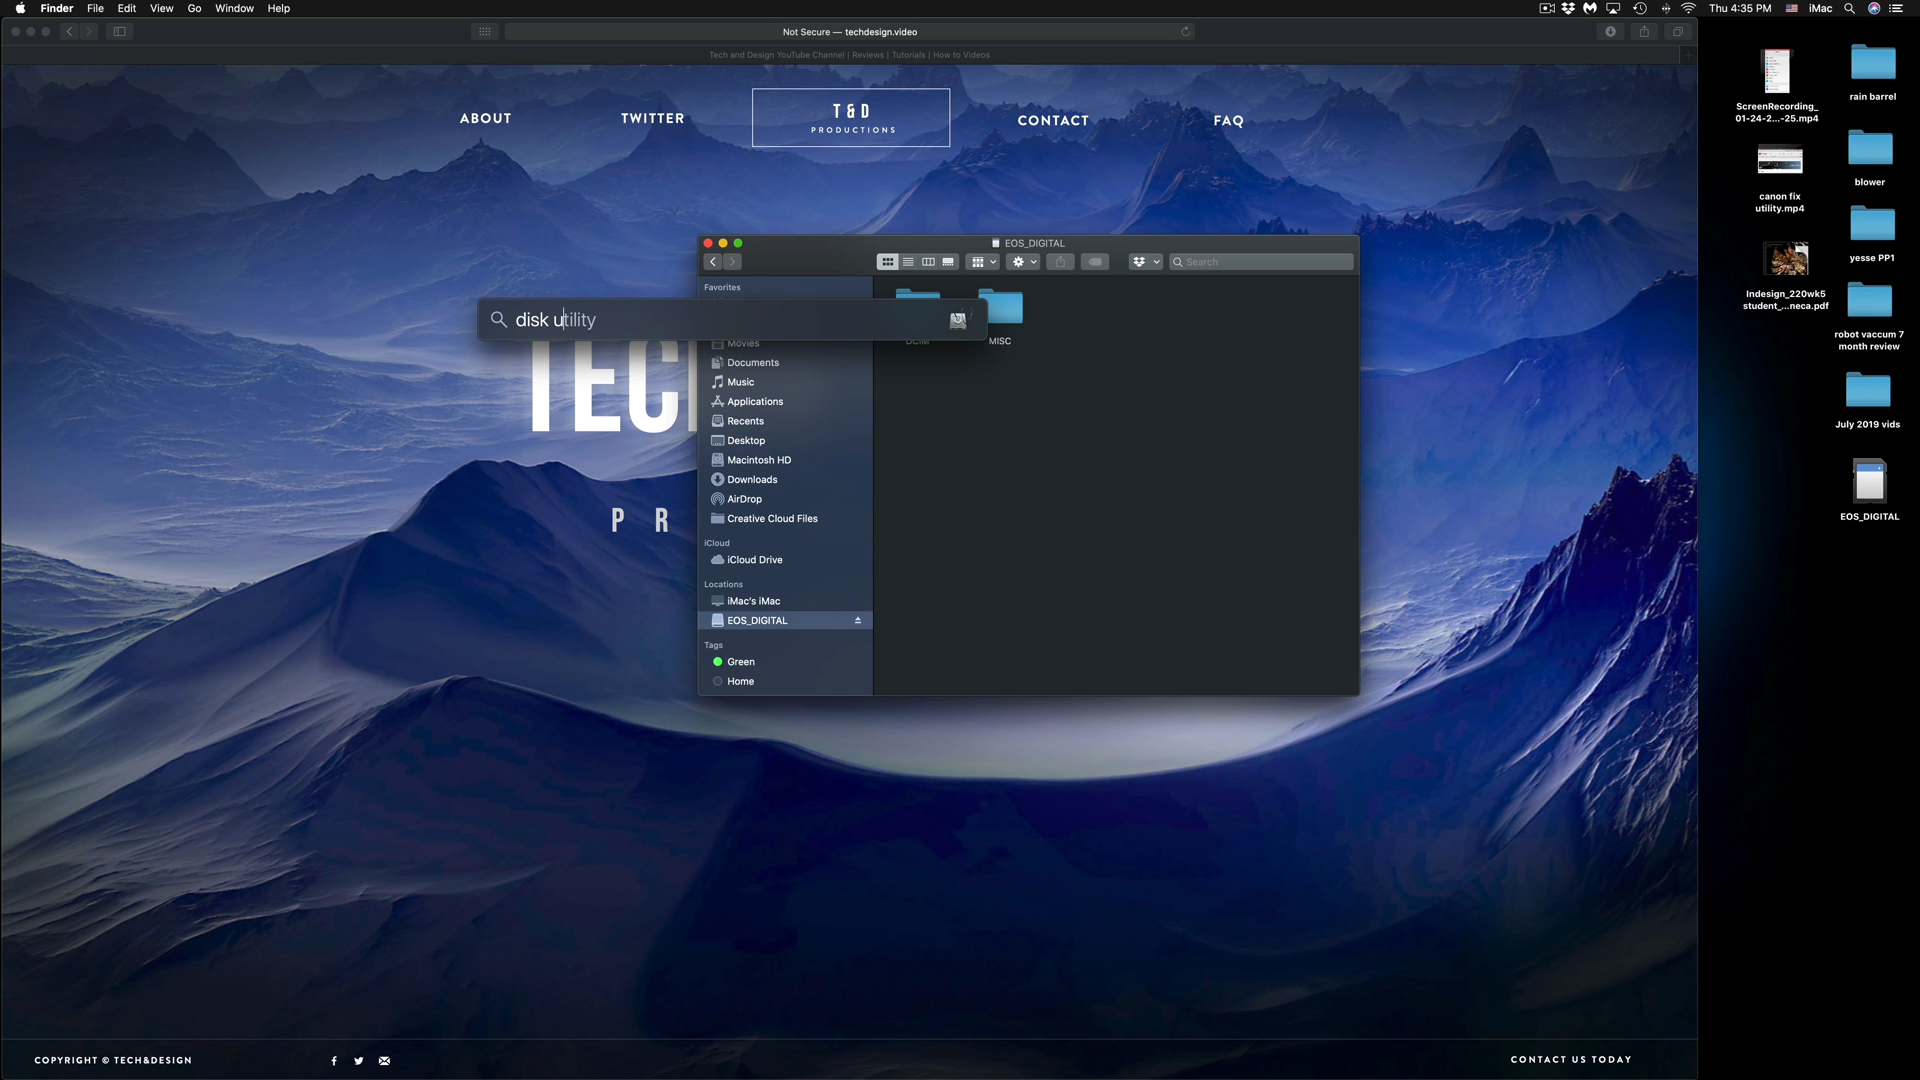 Finder File Edit View Go Window Help
Thu 4:35 PM iMac
Not Secure — techdesign.video
Tech and Design YouTube Channel | Reviews | Tutorials | How to Videos
ABOUT
TWITTER
T & D
PRODUCTIONS
CONTACT
FAQ
EOS_DIGITAL
Search
Favorites
disk utility
Movies
Documents
Music
Applications
Recents
Desktop
Macintosh HD
Downloads
AirDrop
Creative Cloud Files
iCloud
iCloud Drive
Locations
iMac's iMac
EOS_DIGITAL
Tags
Green
Home
DCIM
MISC
TEC
P R
ScreenRecording_
01-24-2...-25.mp4
rain barrel
canon fix
utility.mp4
blower
yesse PP1
Indesign_220wk5
student_...neca.pdf
robot vaccum 7
month review
July 2019 vids
EOS_DIGITAL
COPYRIGHT © TECH&DESIGN
CONTACT US TODAY